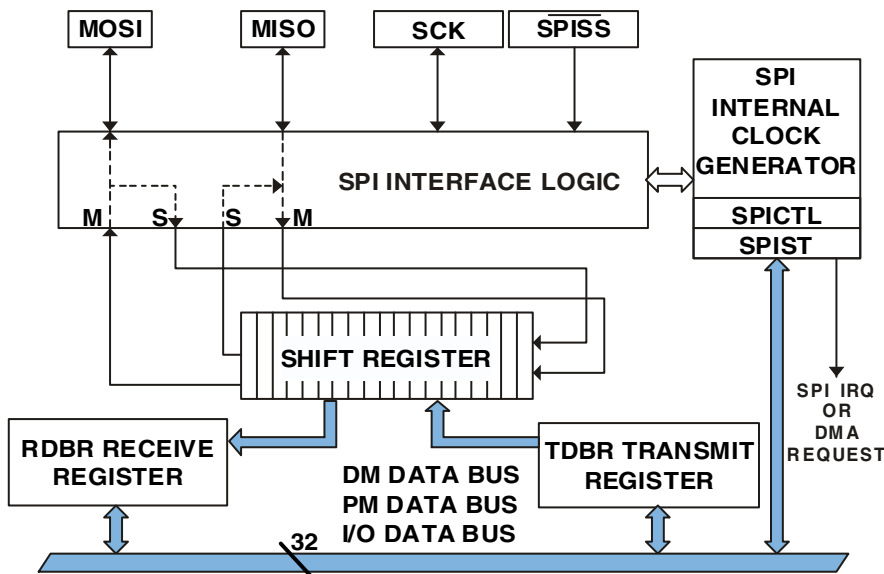 MOSI
MISO
SCK
SPISS
SPI
INTERNAL
CLOCK
GENERATOR
SPICTL
SPIST
SPI INTERFACE LOGIC
M
S
S
M
SHIFT REGISTER
SPI IRQ
OR
DMA
REQUEST
RDBR RECEIVE
REGISTER
TDBR TRANSMIT
REGISTER
DM DATA BUS
PM DATA BUS
I/O DATA BUS
32